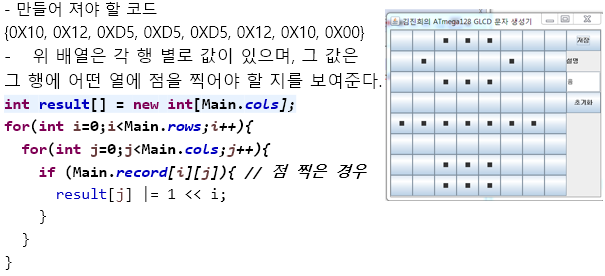 - 만들어 져야 할 코드
{0X10, 0X12, 0XD5, 0XD5, 0XD5, 0X12, 0X10, 0X00}
- 위 배열은 각 행 별로 값이 있으며, 그 값은
그 행에 어떤 열에 점을 찍어야 할 지를 보여준다.
int result[] = new int[Main.cols];
for(int i=0;i<Main.rows;i++){
for(int j=0;j<Main.cols;j++){
if (Main.record[i][j]){ // 점 찍은 경우
result[j] |= 1 << i;
}
}
}
김진희의 ATmega128 GLCD 문자 생성기
저장
설명
홈
초기화